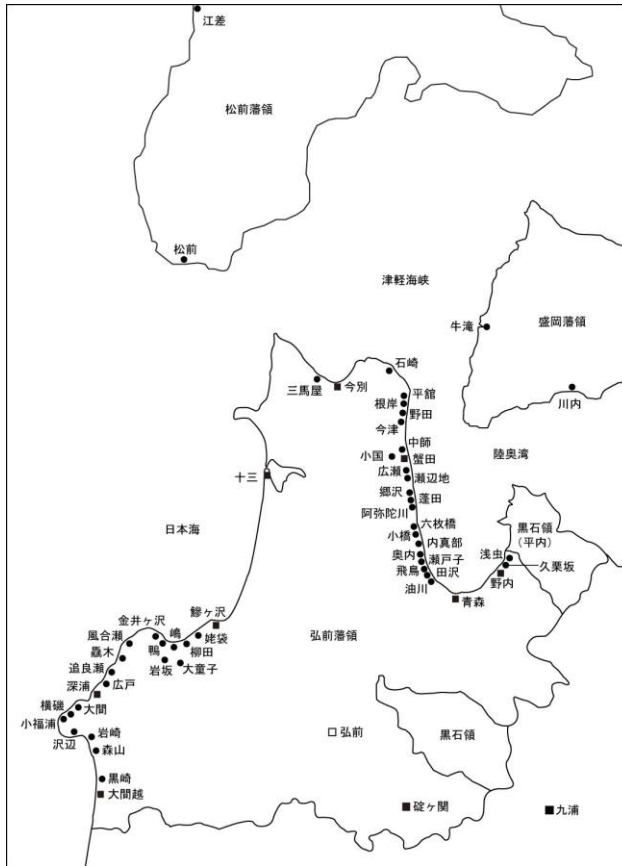 江差
松前藩領
松前
津軽海峡
牛滝
盛岡藩領
川内
石崎
三馬屋
今別
平舘
根岸
野田
今津
中師
小国
蟹田
陸奥湾
広瀬
瀬辺地
十三
郷沢
蓬田
阿弥陀川
六枚橋
日本海
小橋
内真部
黒石領
(平内)
奥内
瀬戸子
浅虫
飛鳥
田沢
久栗坂
油川
野内
青森
鰺ヶ沢
金井ヶ沢
風合瀬
嶋
姥袋
弘前藩領
驫木
鴨
柳田
追良瀬
岩坂
大童子
深浦
広戸
横磯
大間
小福浦
沢辺
岩崎
弘前
黒石領
森山
黒崎
大間越
碇ヶ関
九浦